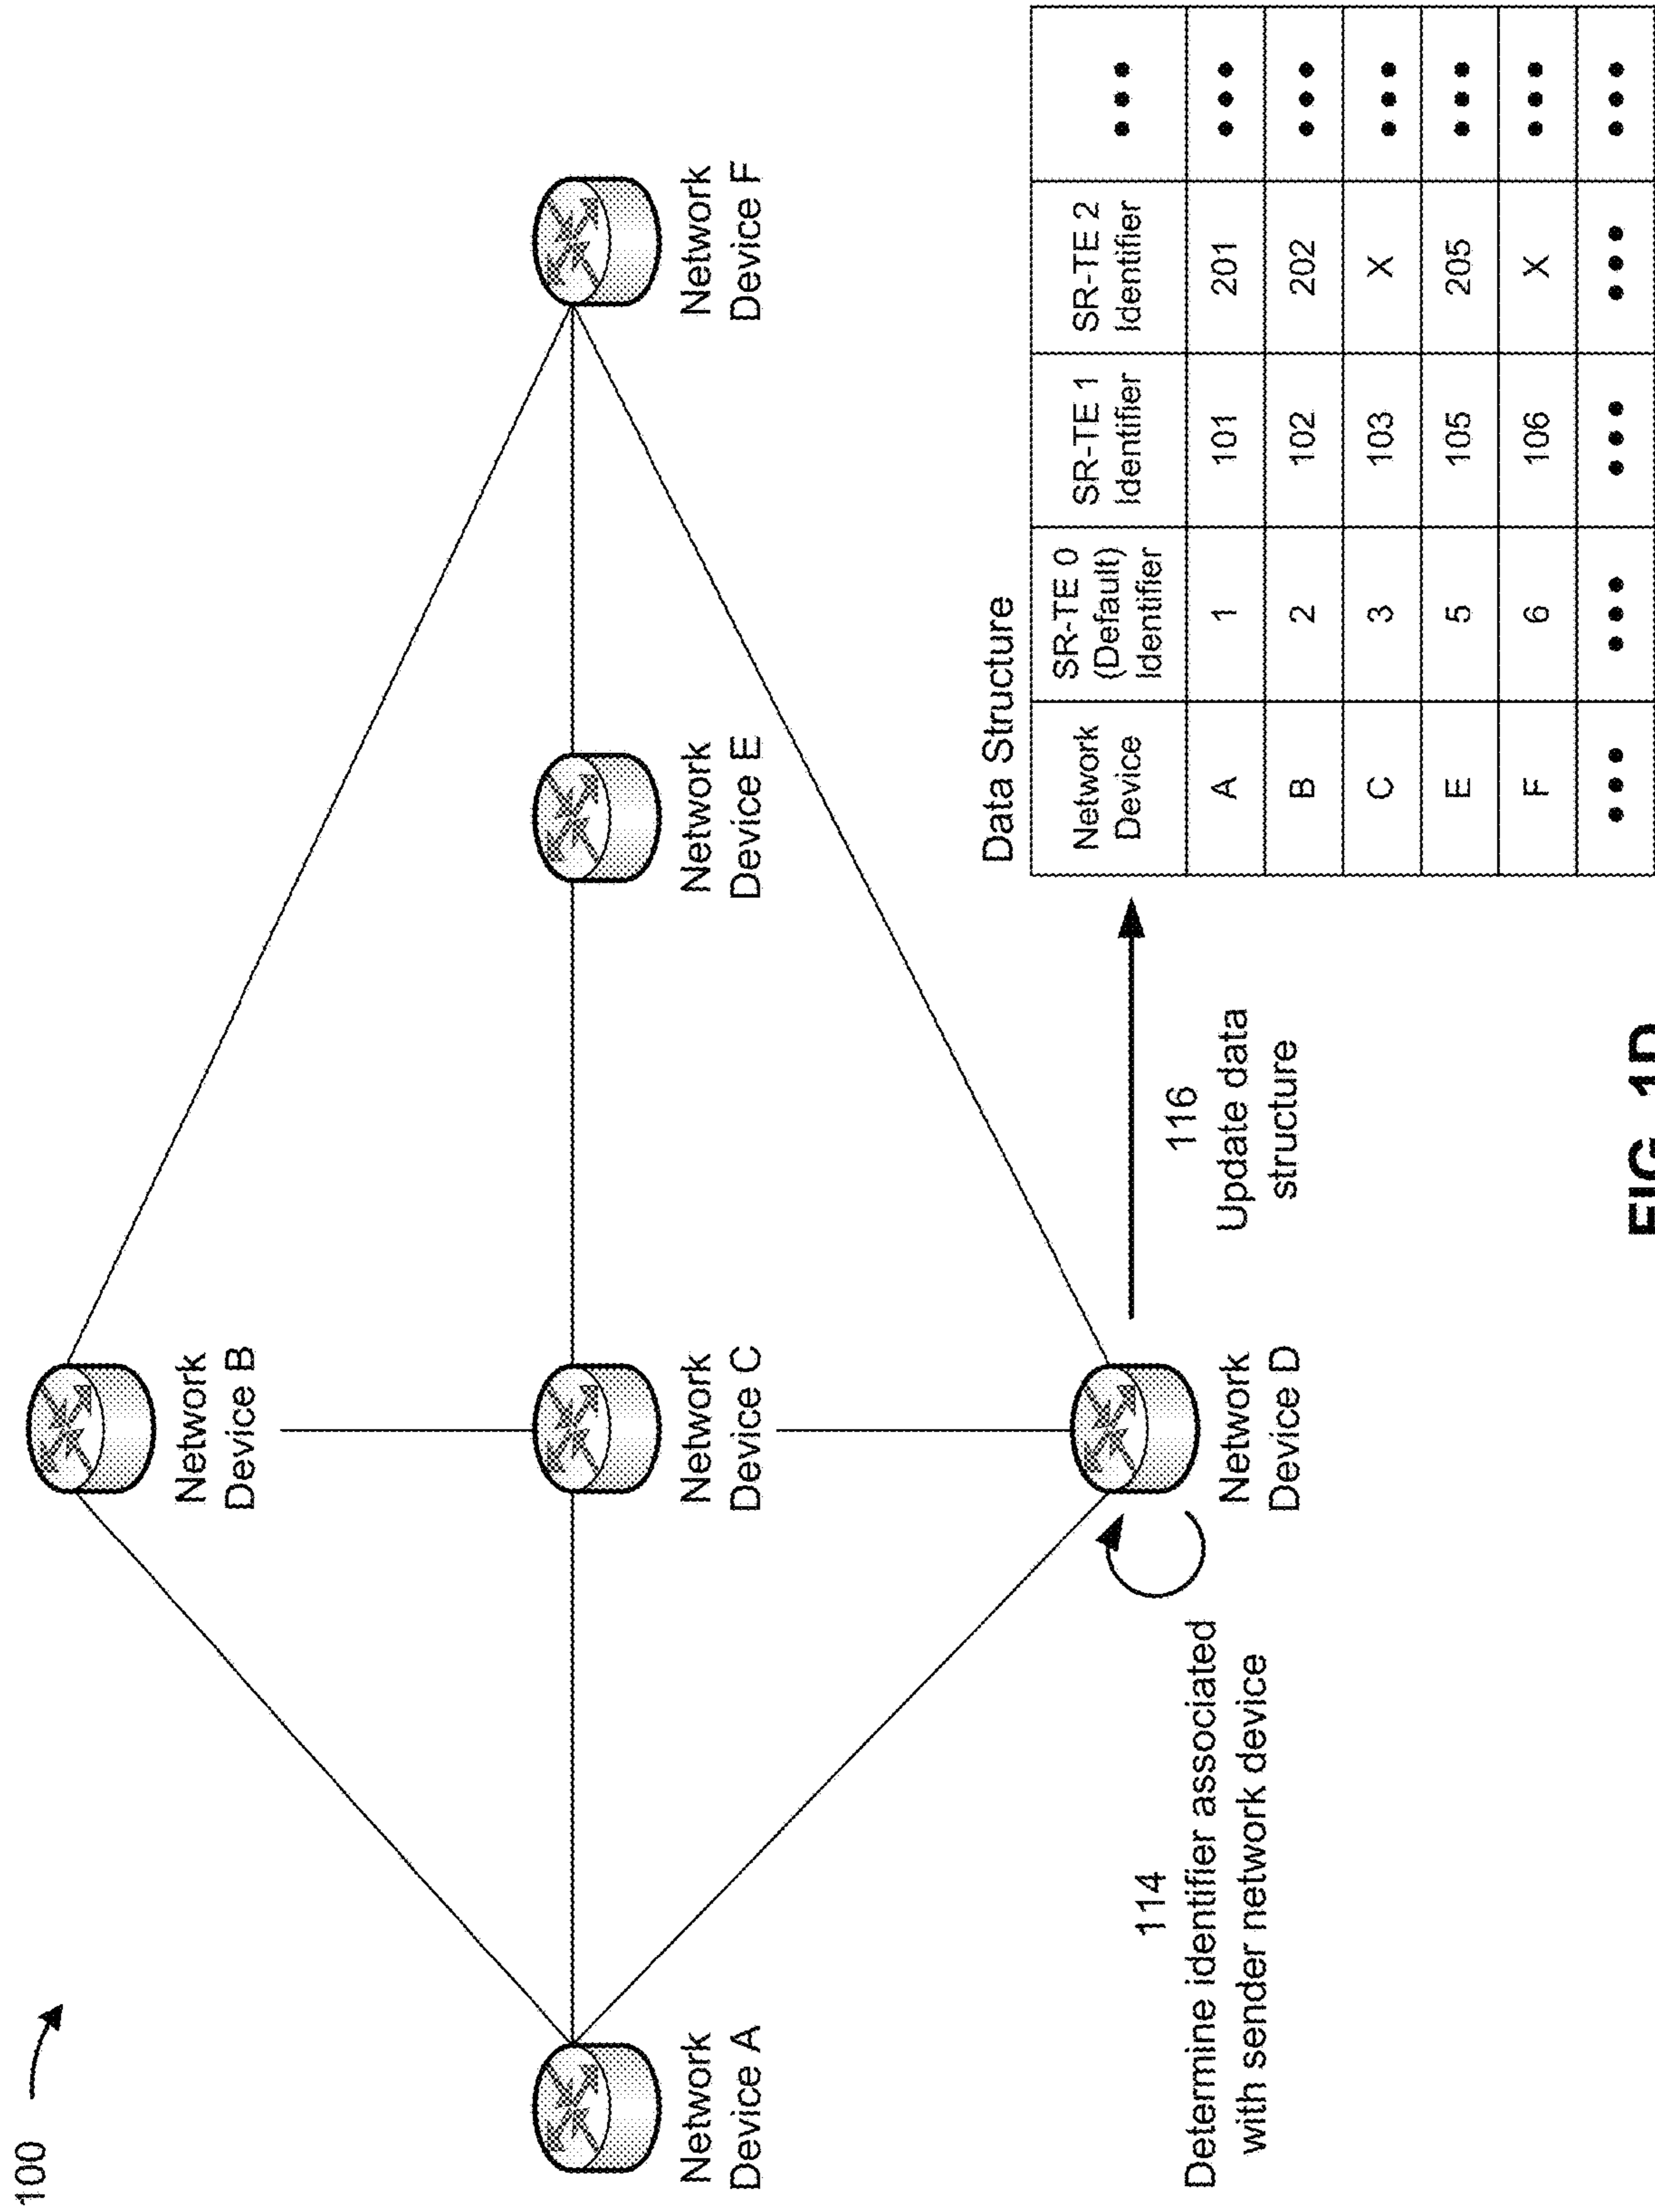 100
Network
Device B
Network
Device A
Network
Device C
Network
Device E
Network
Device F
114
Determine identifier associated
with sender network device
Network
Device D
116
Update data
structure
Data Structure
Network Device | SR-TE 0 (Default) Identifier | SR-TE 1 Identifier | SR-TE 2 Identifier | •••
A 1 101 201 •••
B 2 102 202 •••
C 3 103 X •••
E 5 105 205 •••
F 6 106 X •••
••• ••• ••• ••• •••
FIG. 1D